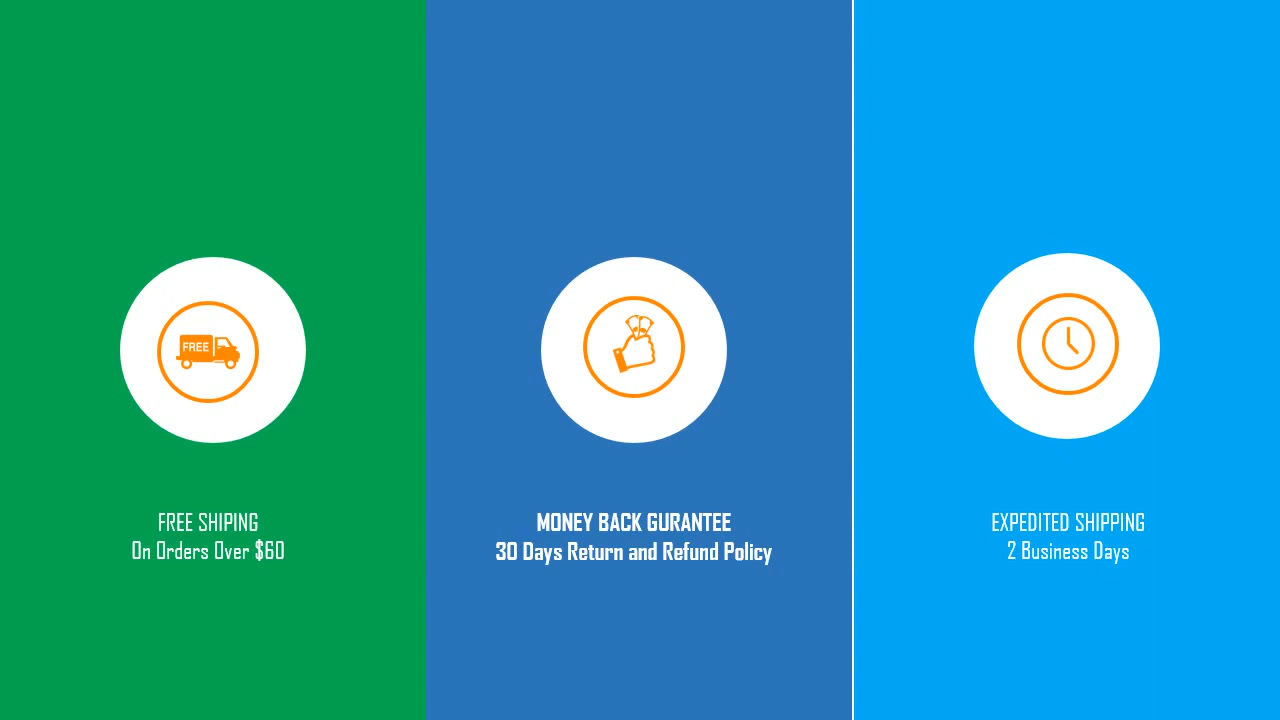 FREE
FREE SHIPING
On Orders Over $60
MONEY BACK GURANTEE
30 Days Return and Refund Policy
EXPEDITED SHIPPING
2 Business Days